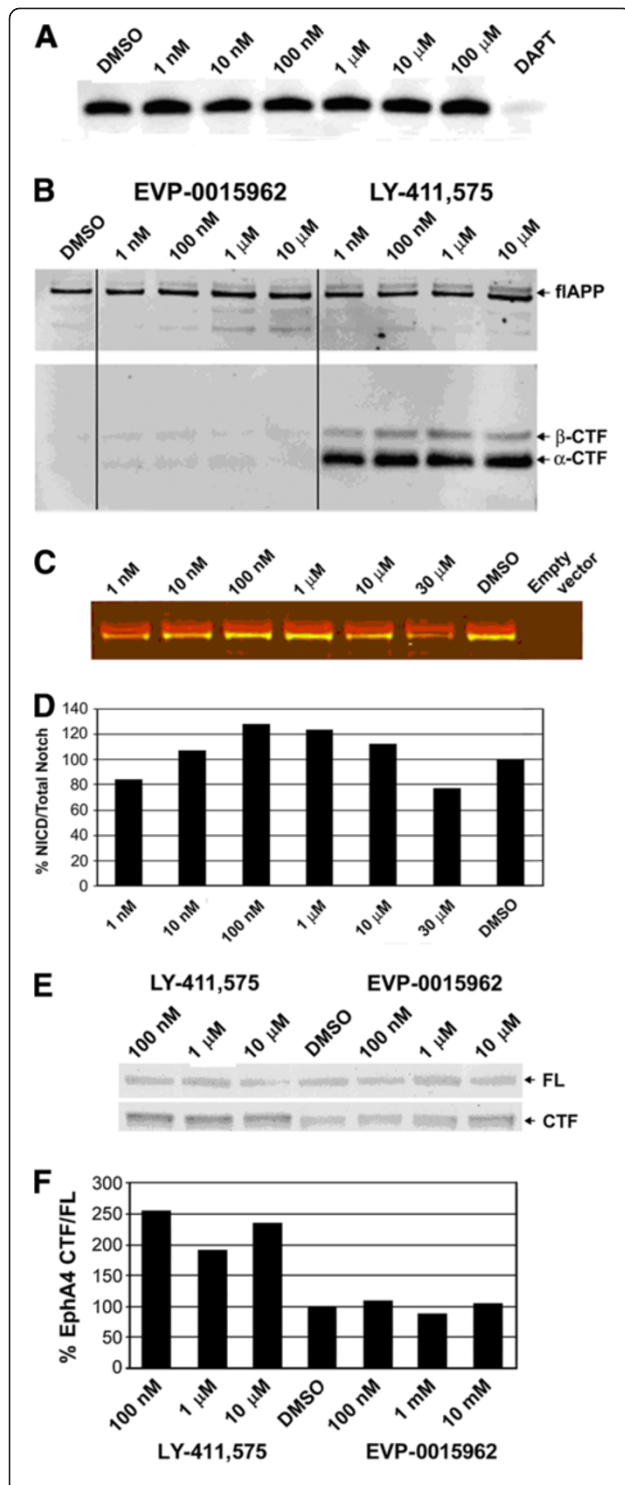 A
DMSO 1 nM 10 nM 100 nM 1 µM 10 µM 100 µM DAPT
B
EVP-0015962 LY-411,575
DMSO 1 nM 100 nM 1 µM 10 µM 1 nM 100 nM 1 µM 10 µM
flAPP
β-CTF
α-CTF
C
1 nM 10 nM 100 nM 1 µM 10 µM 30 µM DMSO Empty vector
D
% NICD/Total Notch
140
120
100
80
60
40
20
0
1 nM 10 nM 100 nM 1 µM 10 µM 30 µM DMSO
E
LY-411,575 EVP-0015962
100 nM 1 µM 10 µM DMSO 100 nM 1 µM 10 µM
FL
CTF
F
% EphA4 CTF/FL
300
250
200
150
100
50
0
100 nM 1 µM 10 µM DMSO 100 nM 1 mM 10 mM
LY-411,575 EVP-0015962